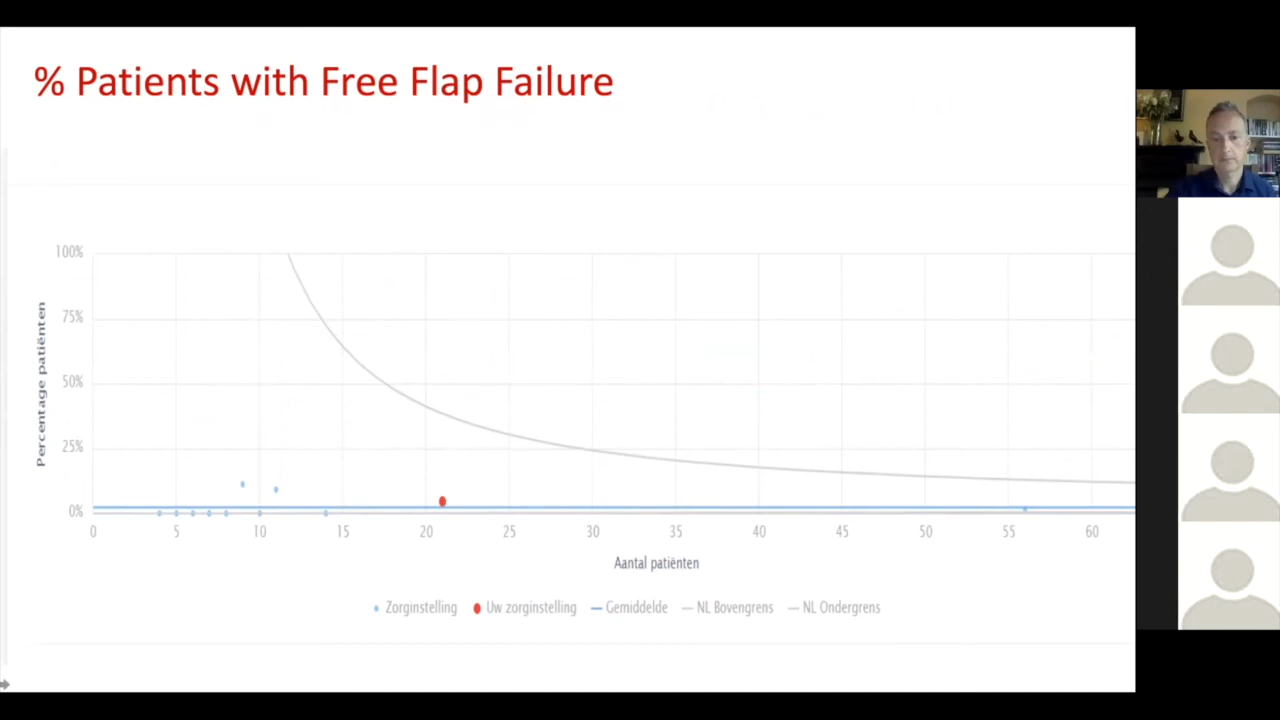 % Patients with Free Flap Failure
100%
75%
50%
25%
0%
Percentage patiënten
0 5 10 15 20 25 30 35 40 45 50 55 60
Aantal patiënten
Zorginstelling Uw zorginstelling Gemiddelde NL Bovengrens NL Ondergrens